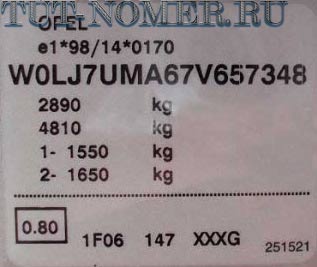 TUT-NOMER.RU
OPEL
e1*98/14*0170
W0LJ7UMA67V657348
2890 kg
4810 kg
1- 1550 kg
2- 1650 kg
0.80 1F06 147 XXXG 251521